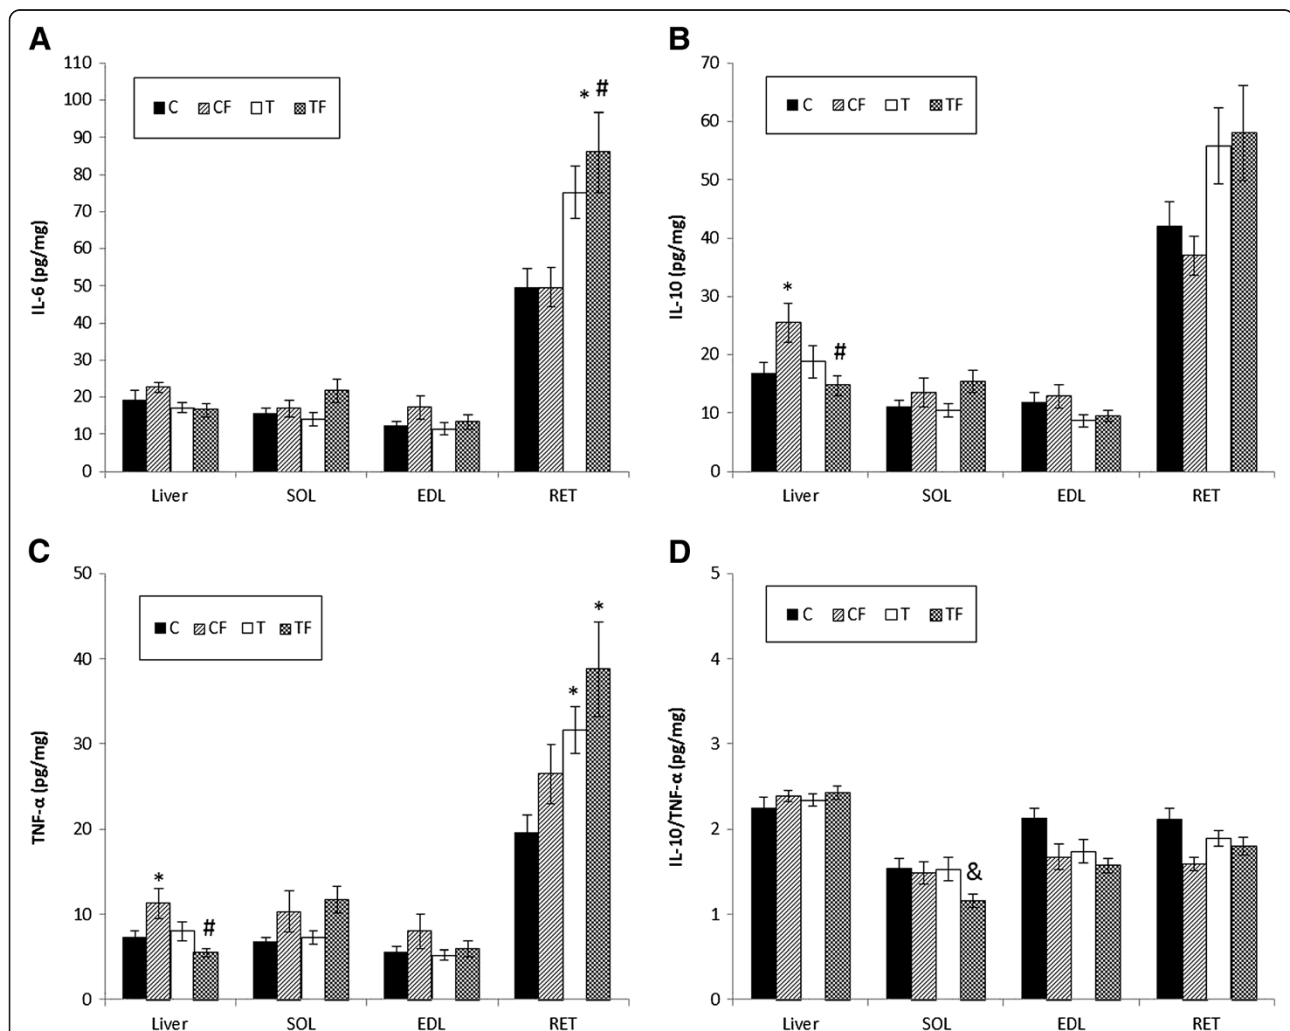 A
IL-6 (pg/mg)
110
100
90
80
70
60
50
40
30
20
10
0
C CF T TF
* #
Liver SOL EDL RET
B
IL-10 (pg/mg)
70
60
50
40
30
20
10
0
C CF T TF
*
#
Liver SOL EDL RET
C
TNF-α (pg/mg)
50
40
30
20
10
0
C CF T TF
*
*
*
#
Liver SOL EDL RET
D
IL-10/TNF-α (pg/mg)
5
4
3
2
1
0
C CF T TF
&
Liver SOL EDL RET